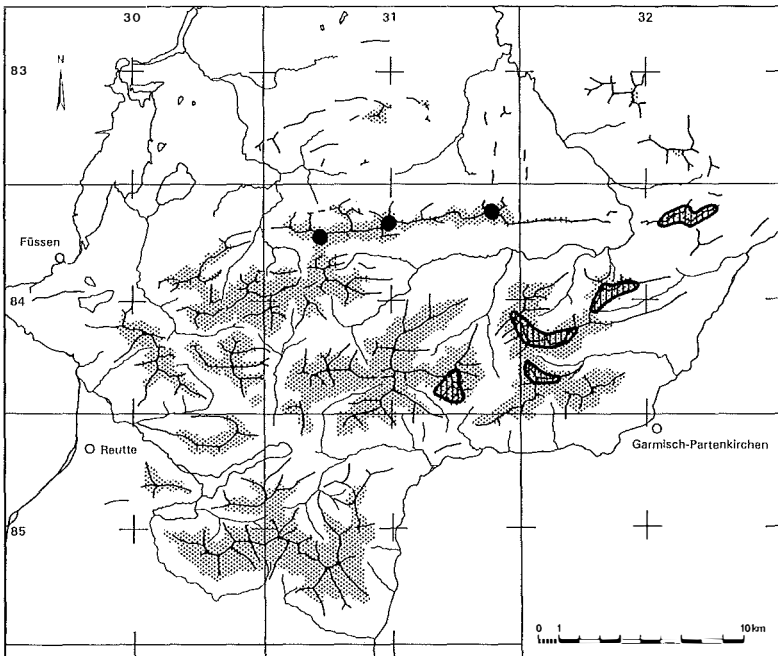 30 31 32
83
N
Füssen
84
Reutte
Garmisch-Partenkirchen
85
0 1 10km